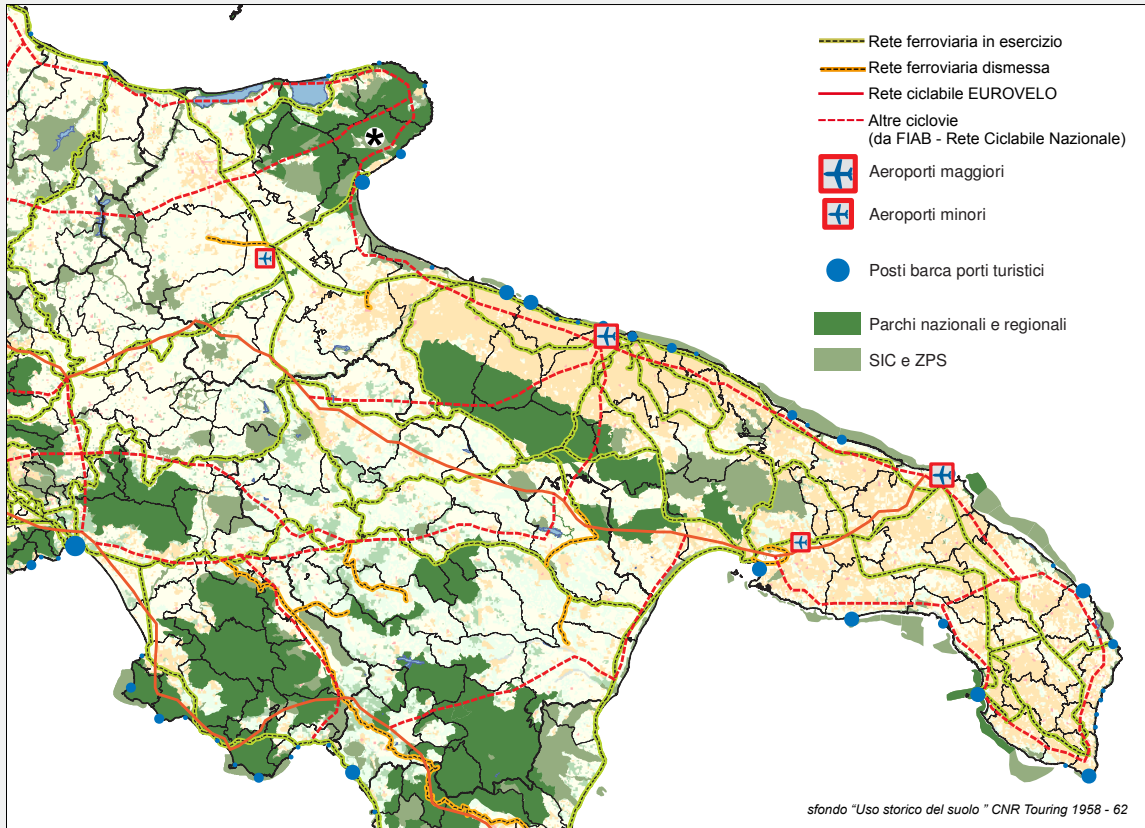 Rete ferroviaria in esercizio
Rete ferroviaria dismessa
Rete ciclabile EUROVELO
Altre ciclovie
(da FIAB - Rete Ciclabile Nazionale)
Aeroporti maggiori
Aeroporti minori
Posti barca porti turistici
Parchi nazionali e regionali
SIC e ZPS
*
sfondo "Uso storico del suolo " CNR Touring 1958 - 62